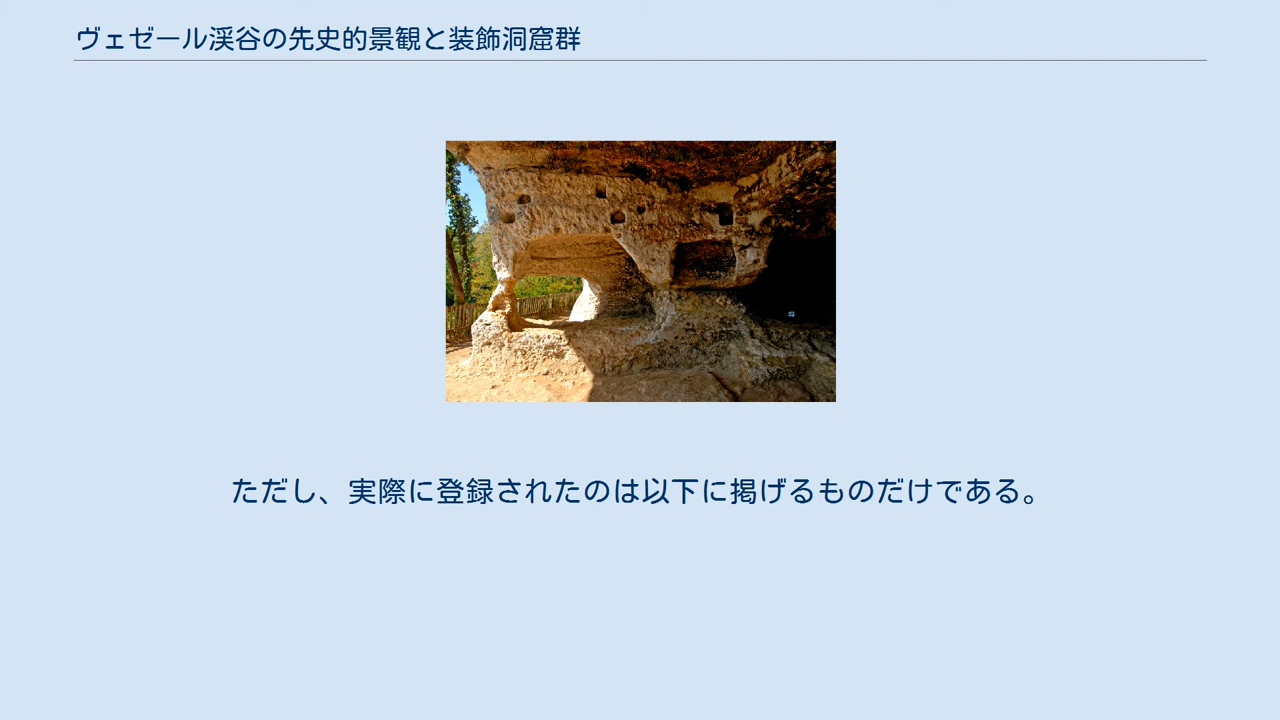 ヴェゼール渓谷の先史的景観と装飾洞窟群
ただし、実際に登録されたのは以下に掲げるものだけである。